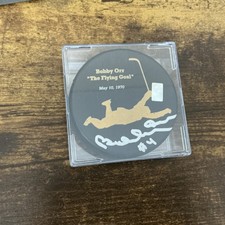 Bobby Orr
"The Flying Goal"
May 10, 1970
#4